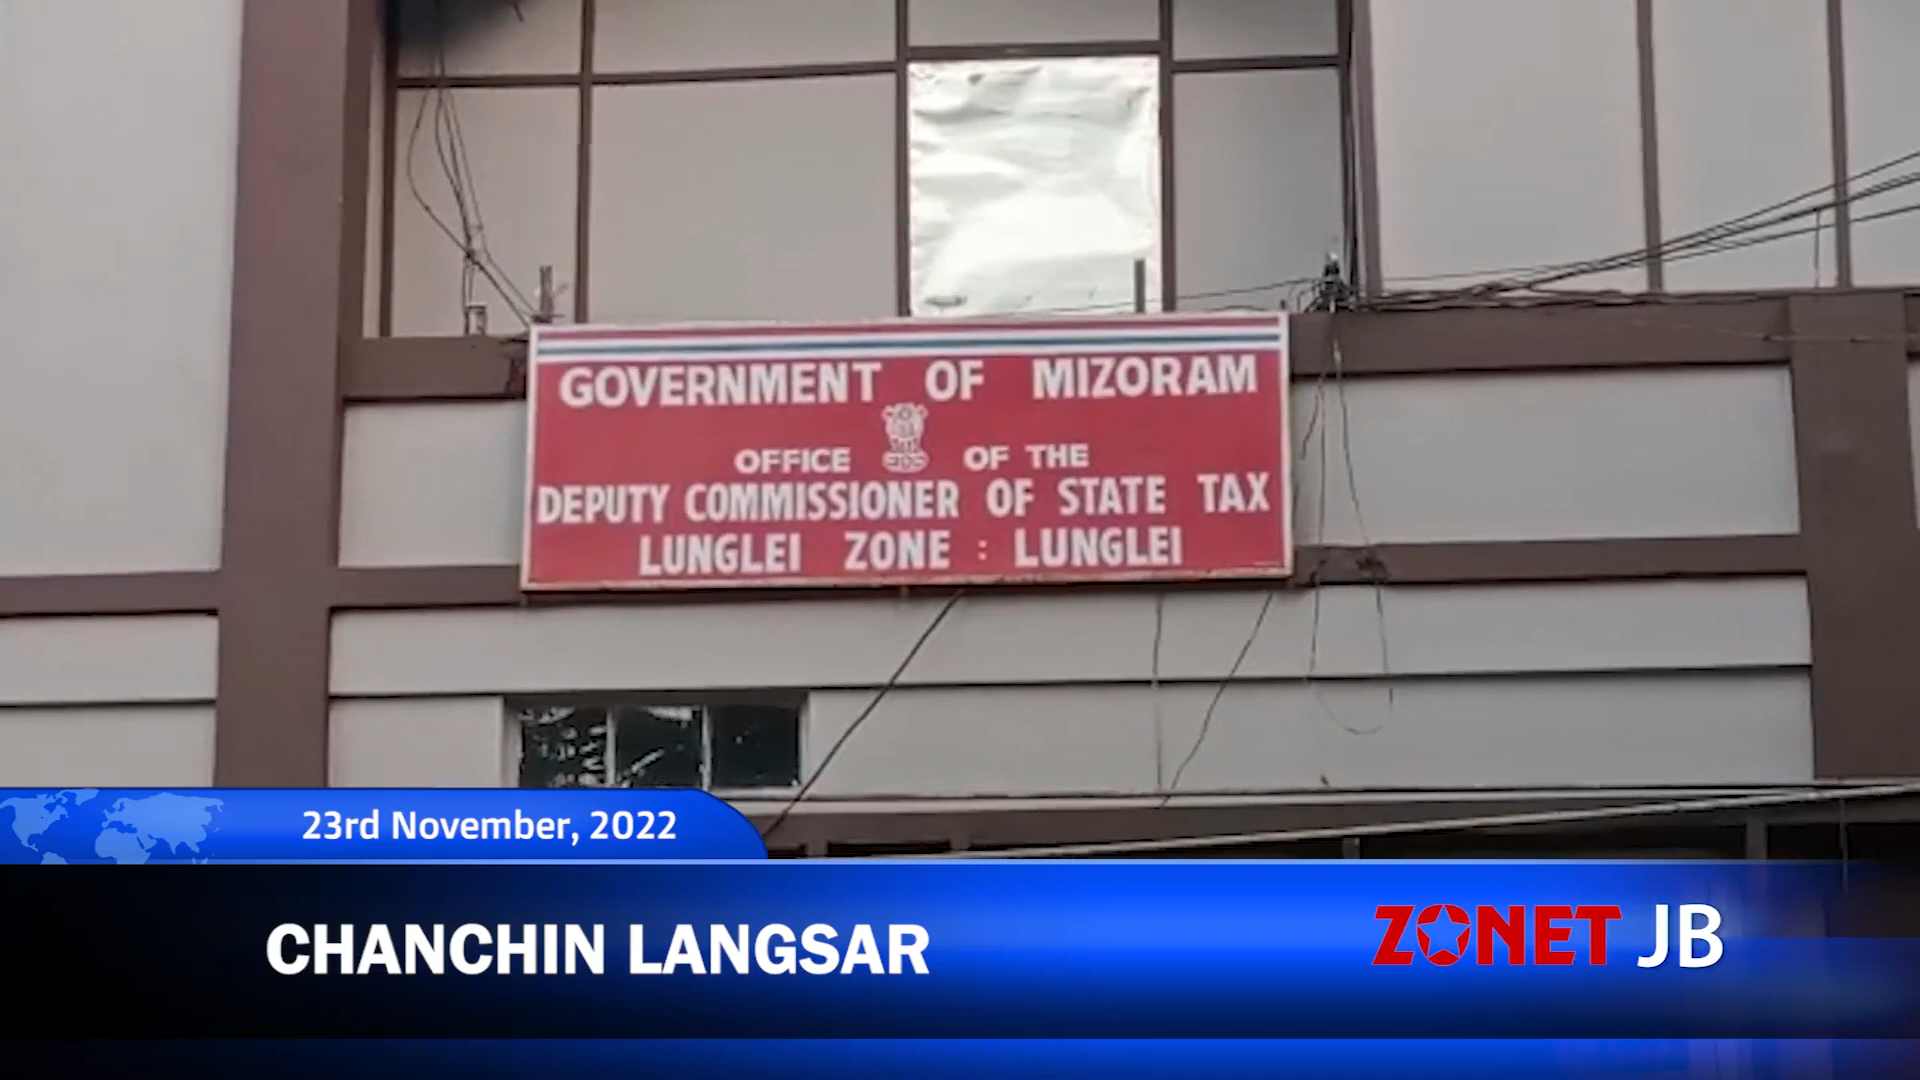 GOVERNMENT OF MIZORAM
OFFICE OF THE
DEPUTY COMMISSIONER OF STATE TAX
LUNGLEI ZONE : LUNGLEI
23rd November, 2022
CHANCHIN LANGSAR
ZONET JB